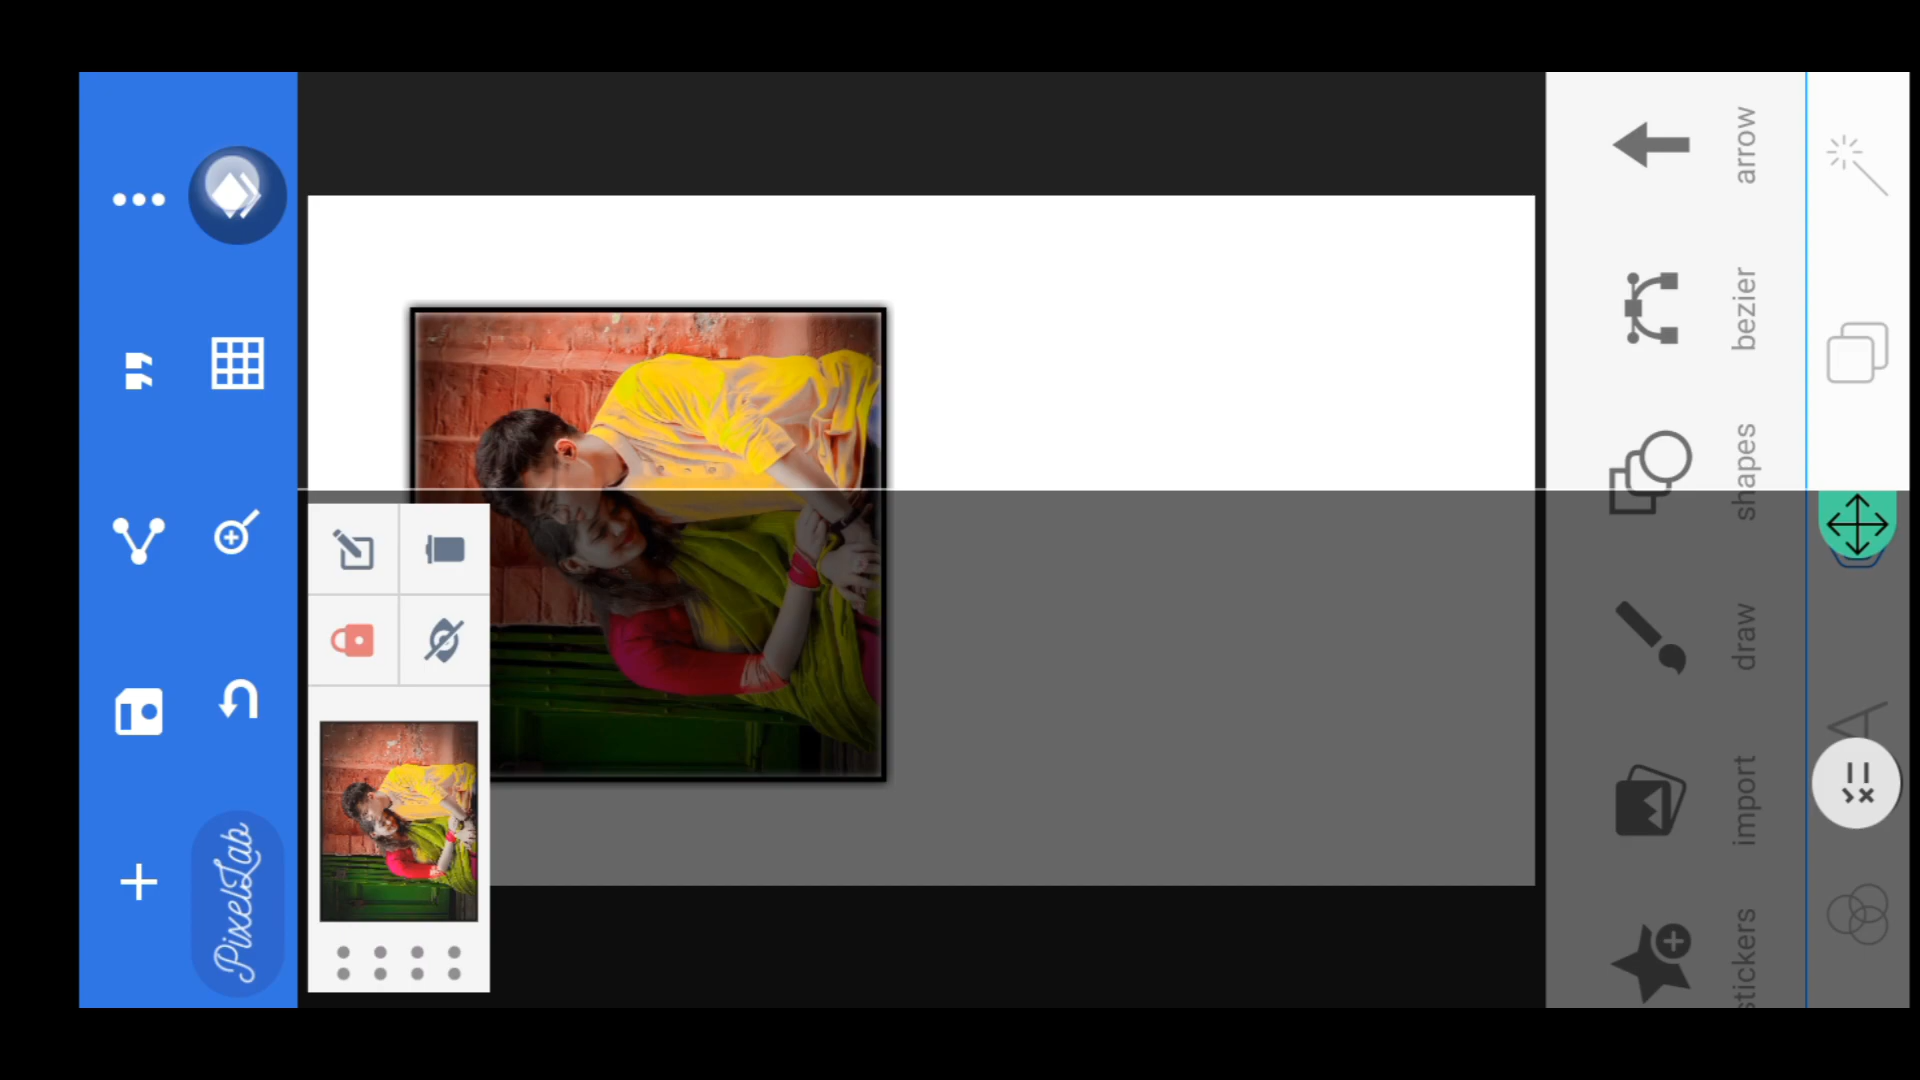 PixelLab
stickers
import
draw
shapes
bezier
arrow